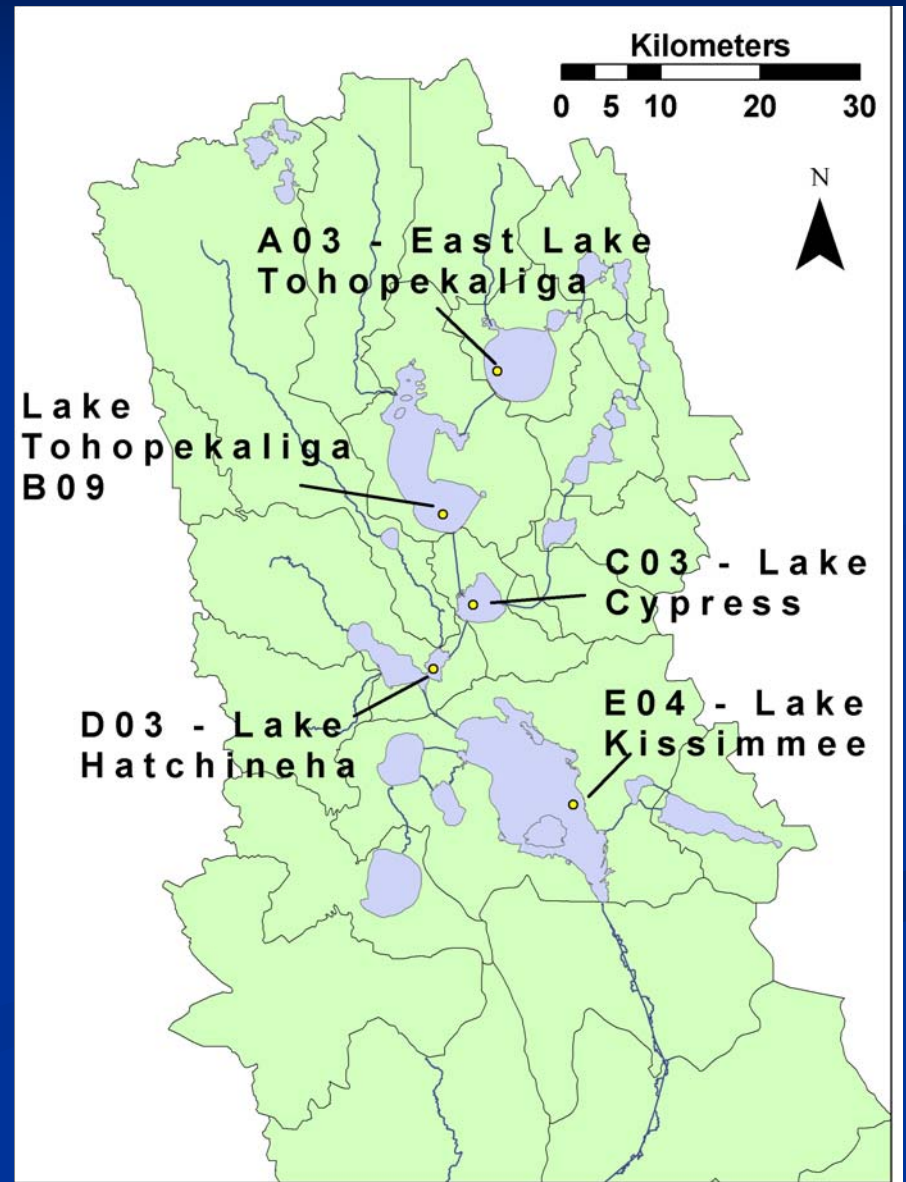 Kilometers
0 5 10 20 30
N
A03 - East Lake
Tohopekaliga
Lake
Tohopekaliga
B09
C03 - Lake
Cypress
D03 - Lake
Hatchineha
E04 - Lake
Kissimmee